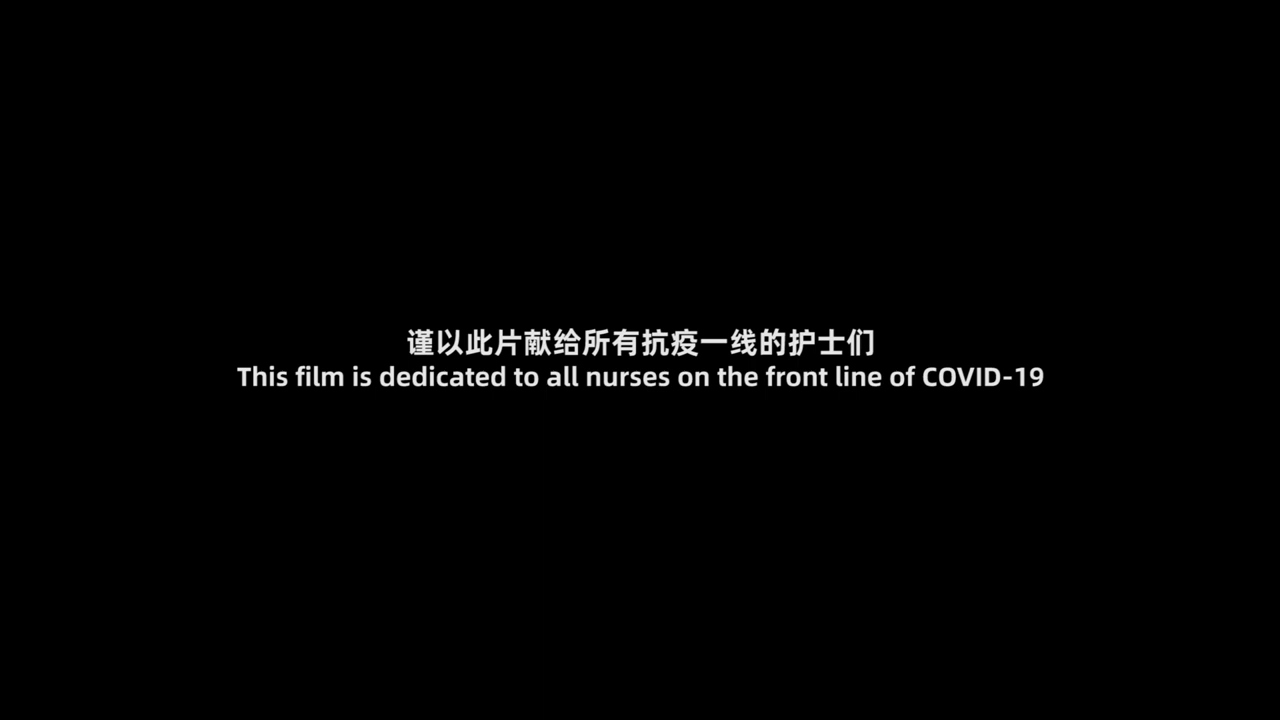 谨以此片献给所有抗疫一线的护士们
This film is dedicated to all nurses on the front line of COVID-19